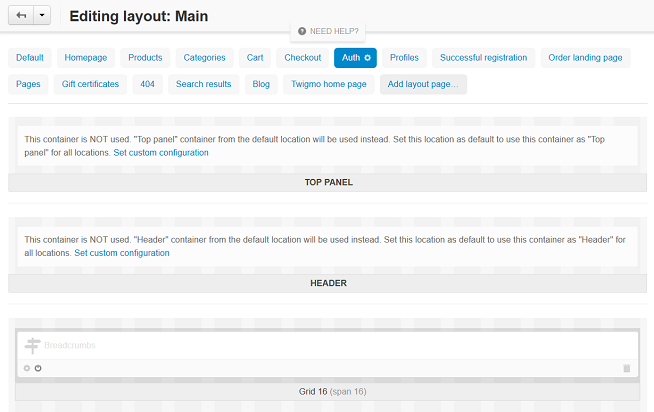 Editing layout: Main
NEED HELP?
Default Homepage Products Categories Cart Checkout Auth Profiles Successful registration Order landing page
Pages Gift certificates 404 Search results Blog Twigmo home page Add layout page...
This container is NOT used. "Top panel" container from the default location will be used instead. Set this location as default to use this container as "Top
panel" for all locations. Set custom configuration
TOP PANEL
This container is NOT used. "Header" container from the default location will be used instead. Set this location as default to use this container as "Header" for
all locations. Set custom configuration
HEADER
Breadcrumbs
Grid 16 (span 16)